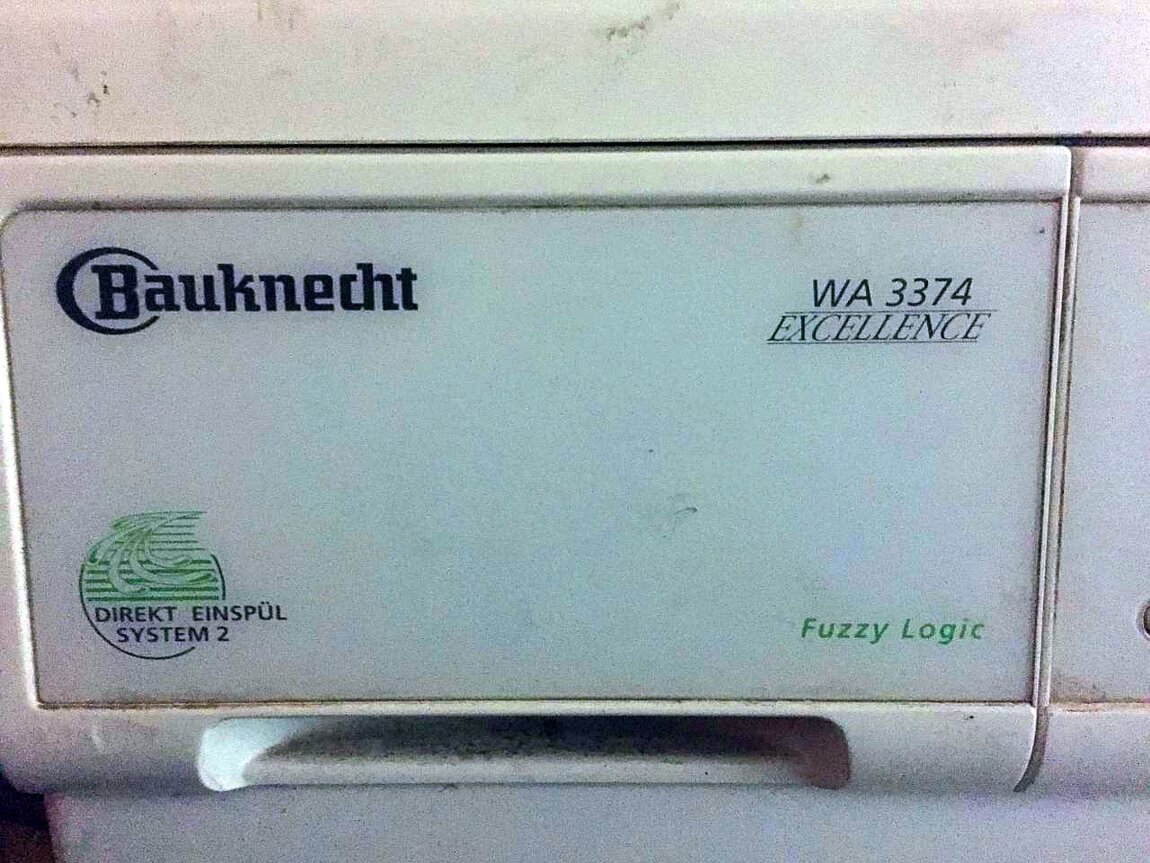 Bauknecht
WA 3374
EXCELLENCE
DIREKT EINSPÜL
SYSTEM 2
Fuzzy Logic